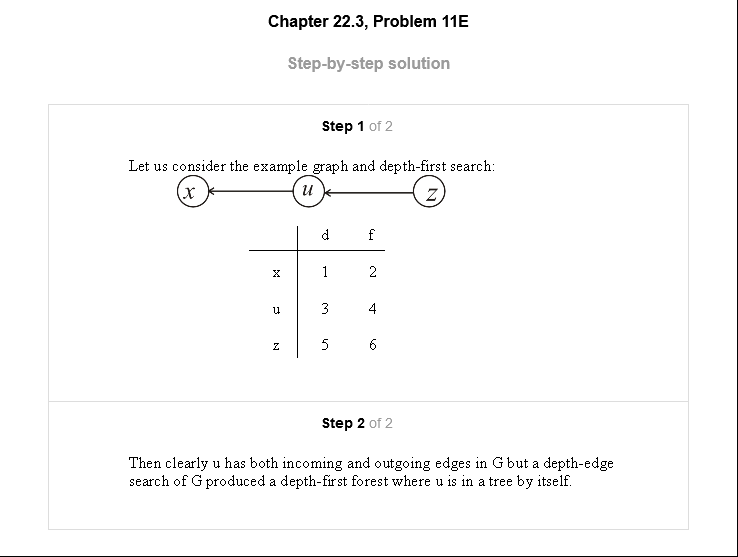 Chapter 22.3, Problem 11E
Step-by-step solution
Step 1 of 2
Let us consider the example graph and depth-first search:
x u z
d f
x 1 2
u 3 4
z 5 6
Step 2 of 2
Then clearly u has both incoming and outgoing edges in G but a depth-edge
search of G produced a depth-first forest where u is in a tree by itself.